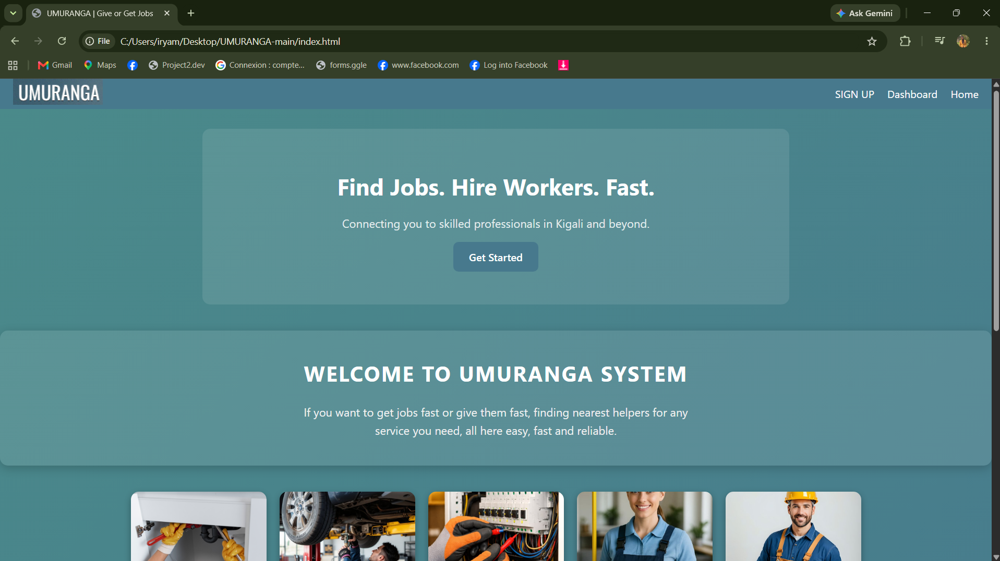 UMURANGA | Give or Get Jobs
Ask Gemini
File
C:/Users/iryam/Desktop/UMURANGA-main/index.html
Gmail
Maps
Project2.dev
Connexion : compte...
forms.ggle
www.facebook.com
Log into Facebook
UMURANGA
SIGN UP
Dashboard
Home
Find Jobs. Hire Workers. Fast.
Connecting you to skilled professionals in Kigali and beyond.
Get Started
WELCOME TO UMURANGA SYSTEM
If you want to get jobs fast or give them fast, finding nearest helpers for any
service you need, all here easy, fast and reliable.